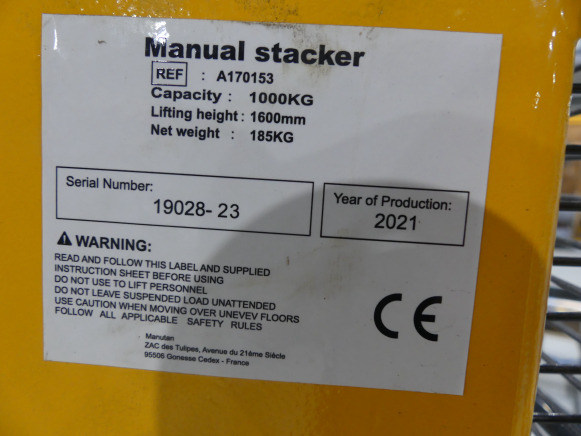 Manual stacker
REF : A170153
Capacity : 1000KG
Lifting height : 1600mm
Net weight : 185KG
Serial Number:
19028- 23
Year of Production:
2021
WARNING:
READ AND FOLLOW THIS LABEL AND SUPPLIED
INSTRUCTION SHEET BEFORE USING
DO NOT USE TO LIFT PERSONNEL
DO NOT LEAVE SUSPENDED LOAD UNATTENDED
USE CAUTION WHEN MOVING OVER UNEVEV FLOORS
FOLLOW ALL APPLICABLE SAFETY RULES
CE
Manutan
ZAC des Tulipes, Avenue du 21ème Siècle
95506 Gonesse Cedex - France